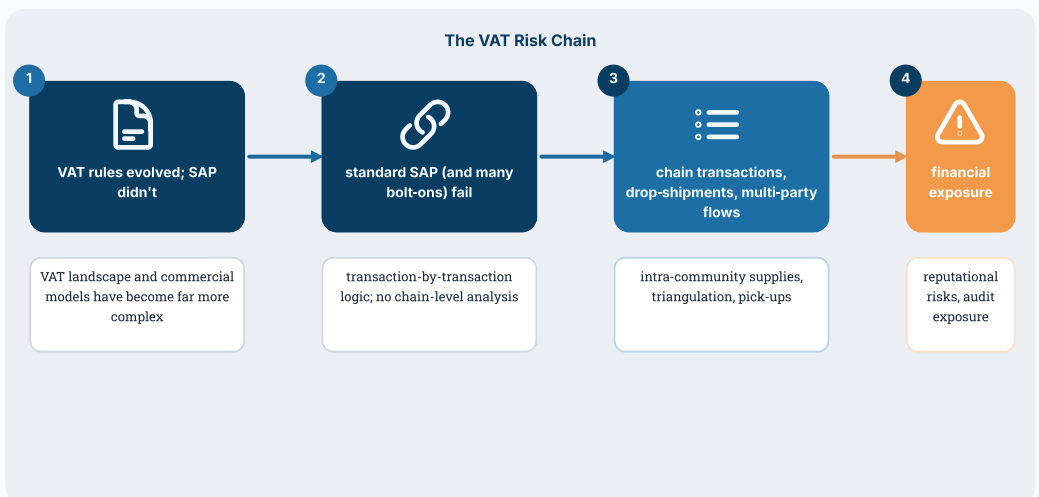 The VAT Risk Chain
1
VAT rules evolved; SAP
didn't
VAT landscape and commercial
models have become far more
complex
2
standard SAP (and many
bolt-ons) fail
transaction-by-transaction
logic; no chain-level analysis
3
chain transactions,
drop-shipments, multi-party
flows
intra-community supplies,
triangulation, pick-ups
4
financial
exposure
reputational
risks, audit
exposure